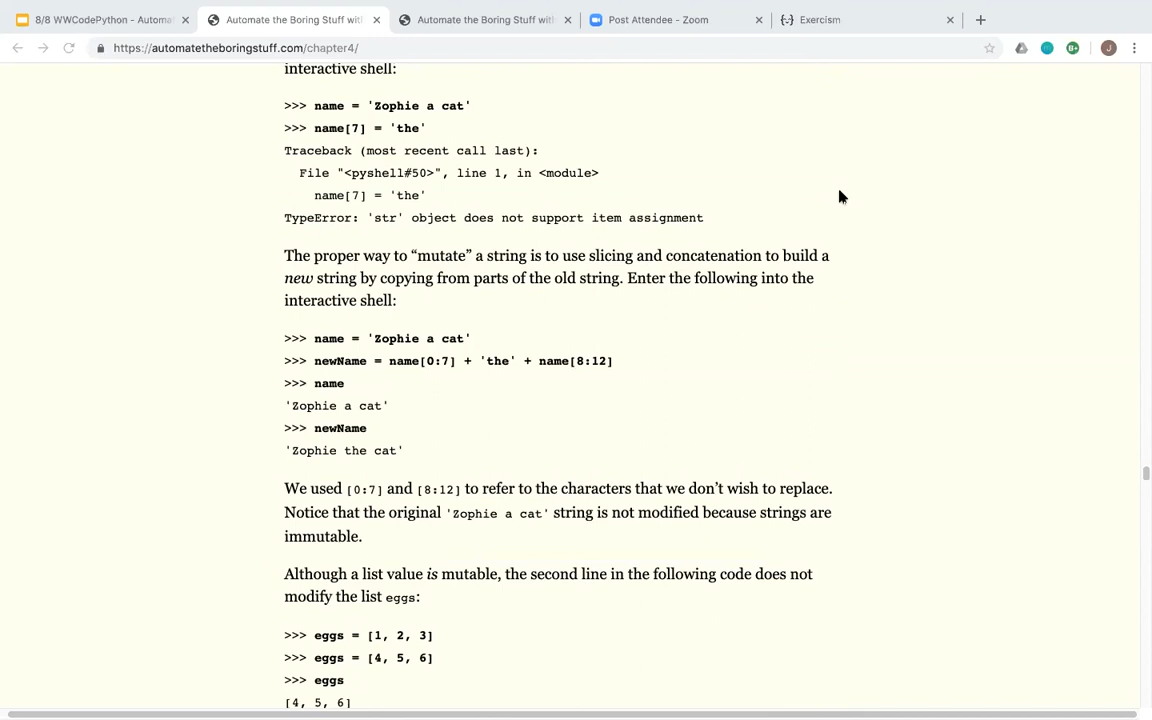 8/8 WWCodePython - Automa
Automate the Boring Stuff with
Automate the Boring Stuff with
Post Attendee - Zoom
{-} Exercism
https://automatetheboringstuff.com/chapter4/
J
interactive shell:
>>> name = 'Zophie a cat'
>>> name[7] = 'the'
Traceback (most recent call last):
File "<pyshell#50>", line 1, in <module>
name[7] = 'the'
TypeError: 'str' object does not support item assignment
The proper way to “mutate” a string is to use slicing and concatenation to build a
new string by copying from parts of the old string. Enter the following into the
interactive shell:
>>> name = 'Zophie a cat'
>>> newName = name[0:7] + 'the' + name[8:12]
>>> name
'Zophie a cat'
>>> newName
'Zophie the cat'
We used [0:7] and [8:12] to refer to the characters that we don’t wish to replace.
Notice that the original 'Zophie a cat' string is not modified because strings are
immutable.
Although a list value is mutable, the second line in the following code does not
modify the list eggs:
>>> eggs = [1, 2, 3]
>>> eggs = [4, 5, 6]
>>> eggs
[4, 5, 6]